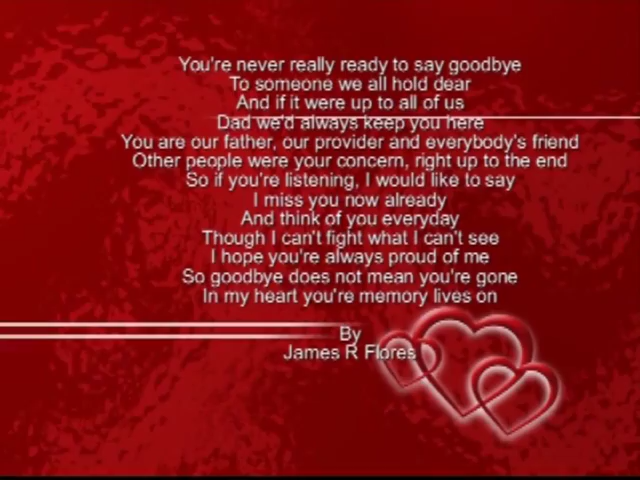 You're never really ready to say goodbye
To someone we all hold dear
And if it were up to all of us
Dad we'd always keep you here
You are our father, our provider and everybody's friend
Other people were your concern, right up to the end
So if you're listening, I would like to say
I miss you now already
And think of you everyday
Though I can't fight what I can't see
I hope you're always proud of me
So goodbye does not mean you're gone
In my heart you're memory lives on
By
James R Flores